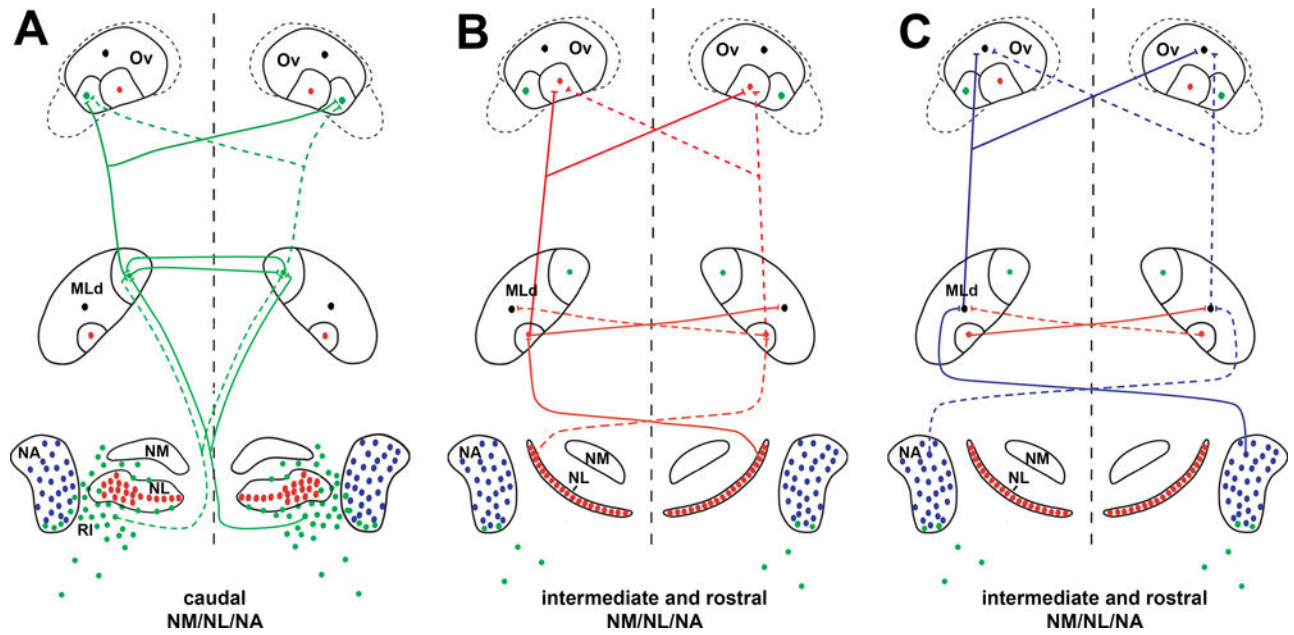 A
Ov
Ov
MLd
NA
NM
NL
RI
caudal
NM/NL/NA
B
Ov
Ov
MLd
NA
NM
NL
intermediate and rostral
NM/NL/NA
C
Ov
Ov
MLd
NA
NM
NL
intermediate and rostral
NM/NL/NA